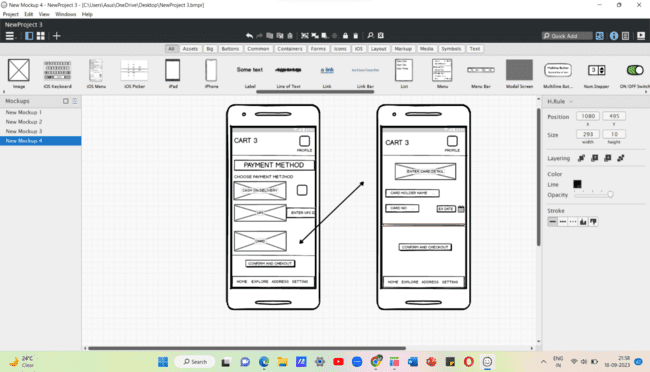 New Mockup 4 - NewProject 3 - [C:\Users\Asus\OneDrive\Desktop\NewProject 3.bmpr]
Project Edit View Windows Help
NewProject 3
Quick Add
All Assets Big Buttons Common Containers Forms Icons iOS Layout Markup Media Symbols Text
Some text
a link
Image iOS Keyboard iOS Menu iOS Picker iPad iPhone Label Line of Text Link Link Bar List Menu Menu Bar Modal Screen Multiline But... Num Stepper ON/OFF Switch
Mockups
New Mockup 1
New Mockup 2
New Mockup 3
New Mockup 4
CART 3
PROFILE
PAYMENT METHOD
CHOOSE PAYMENT METHOD
CASH ON DELIVERY
UPI
ENTER UPI ID
CARD
CONFIRM AND CHEKOUT
HOME EXPLORE ADDRESS SETTING
CART 3
PROFILE
ENTER CARD DETAIL
CARD HOLDER NAME
CARD NO
EX DATE
CONFIRM AND CHECKOUT
HOME EXPLORE ADDRESS SETTING
H.Rule
Position 1080 495
X Y
Size 293 10
width height
Layering
Color
Line
Opacity
Stroke
24°C
Clear
Search
ENG
IN
21:58
18-09-2023